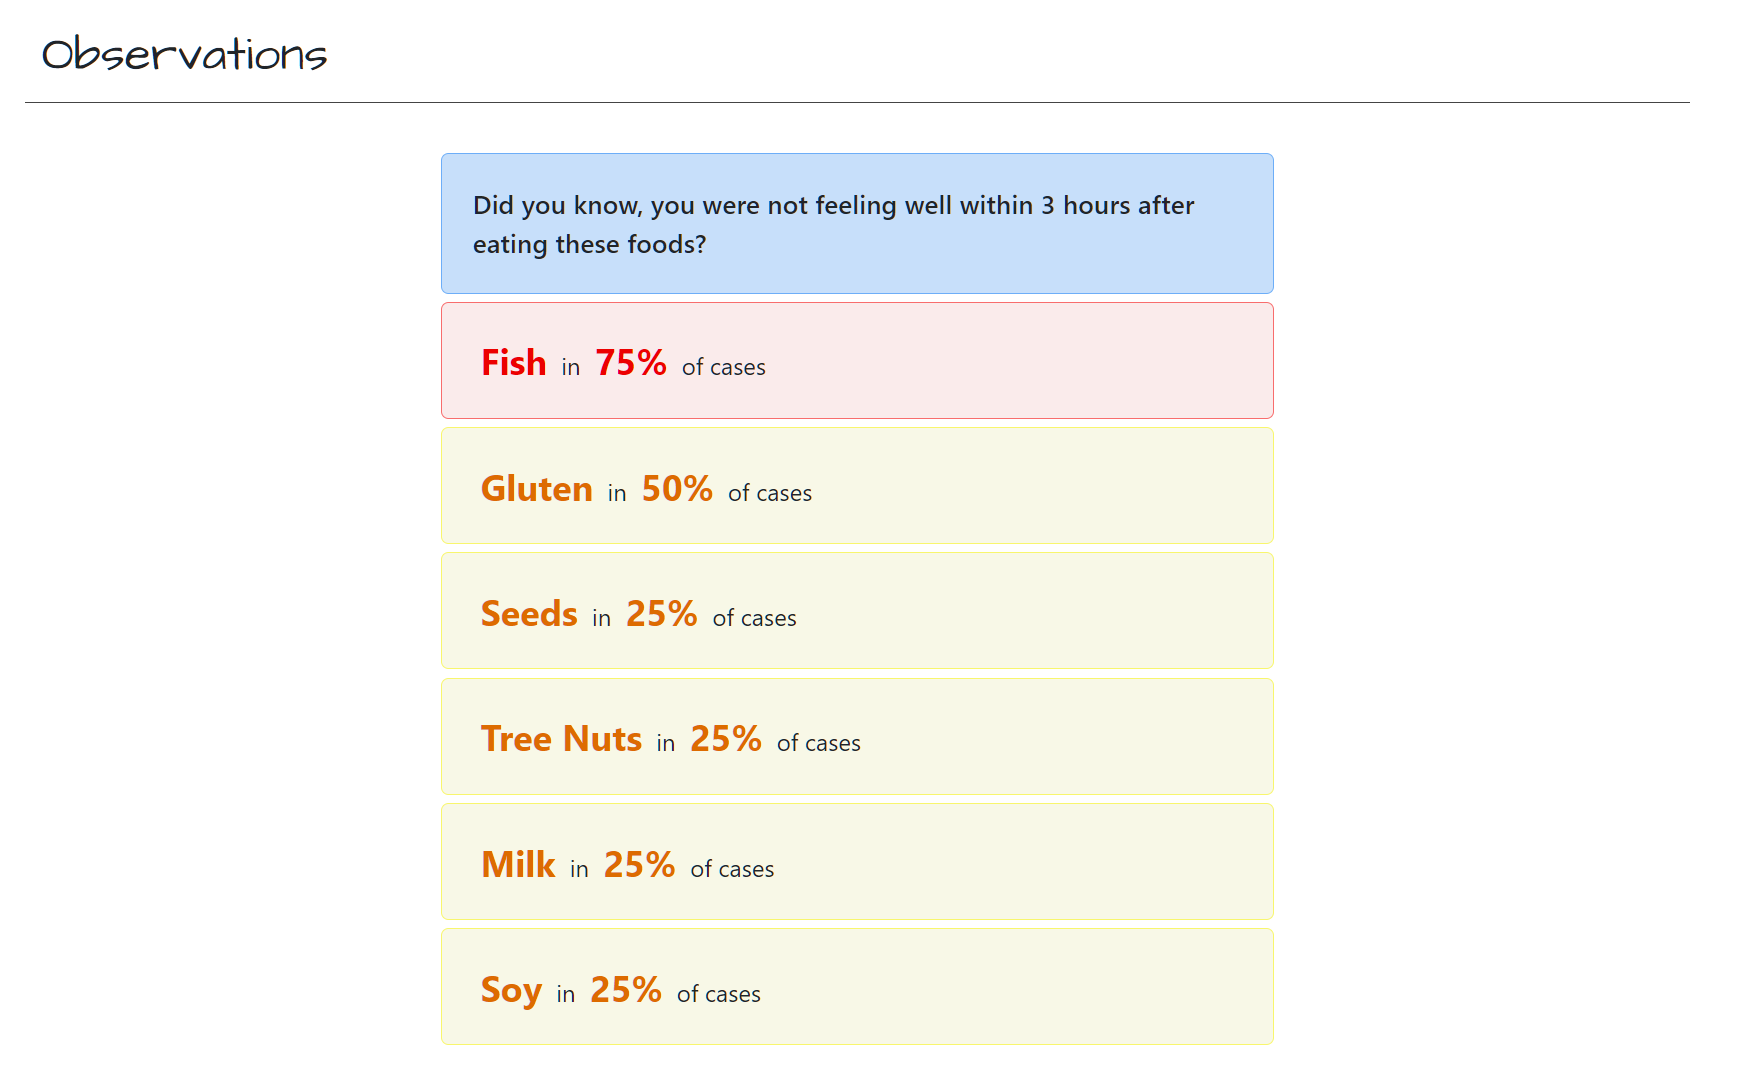 Observations
Did you know, you were not feeling well within 3 hours after
eating these foods?
Fish in 75% of cases
Gluten in 50% of cases
Seeds in 25% of cases
Tree Nuts in 25% of cases
Milk in 25% of cases
Soy in 25% of cases